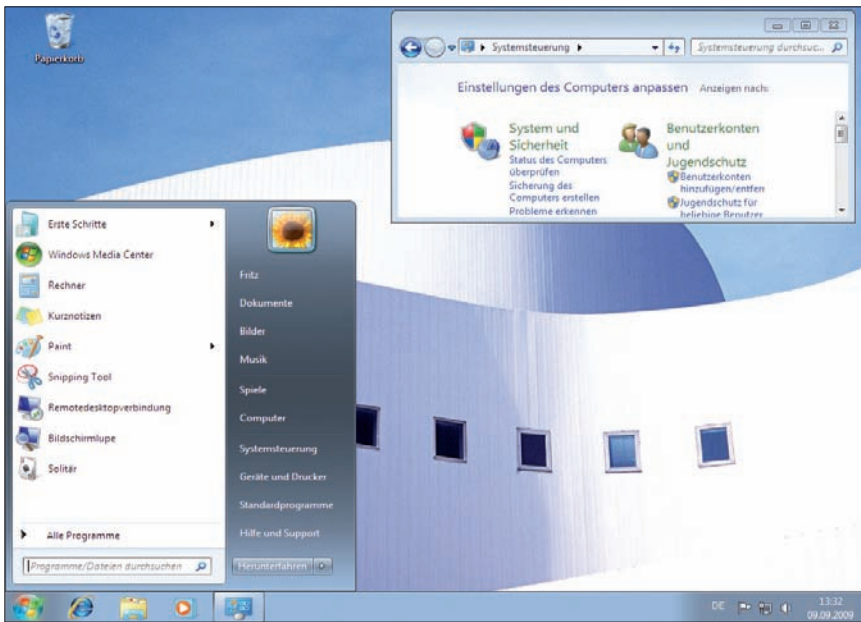 Papierkorb
Systemsteuerung
Systemsteuerung durchsuc...
Einstellungen des Computers anpassen Anzeigen nach:
System und
Sicherheit
Status des Computers
überprüfen
Sicherung des
Computers erstellen
Probleme erkennen
Benutzerkonten
und
Jugendschutz
Benutzerkonten
hinzufügen/entfen
Jugendschutz für
beliebige Benutzer
Erste Schritte
Windows Media Center
Rechner
Kurznotizen
Paint
Snipping Tool
Remotedesktopverbindung
Bildschirmlupe
Solitär
Alle Programme
Programme/Dateien durchsuchen
Fritz
Dokumente
Bilder
Musik
Spiele
Computer
Systemsteuerung
Geräte und Drucker
Standardprogramme
Hilfe und Support
Herunterfahren
DE
13:32
09.09.2009